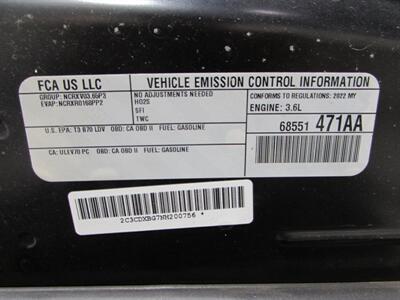 FCA US LLC VEHICLE EMISSION CONTROL INFORMATION
GROUP: NCRXV03.65P3 NO ADJUSTMENTS NEEDED CONFORMS TO REGULATIONS: 2022 MY
EVAP: NCRXR0168PP2 HO2S ENGINE: 3.6L
SFI
TWC 68551 471AA
U.S. EPA: T3 B70 LDV OBD: CA OBD II FUEL: GASOLINE
CA: ULEV70 PC OBD: CA OBD II FUEL: GASOLINE
2C3CDXBG7NH200756 *